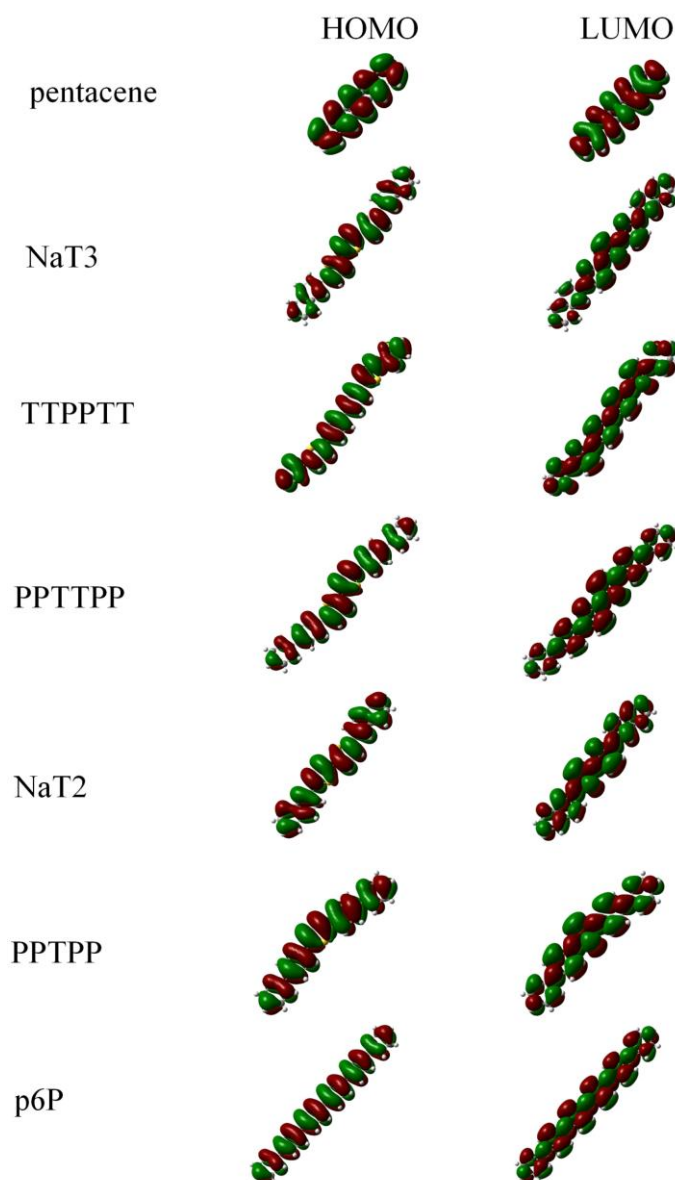 HOMO LUMO
pentacene
NaT3
TTPPTT
PPTTPP
NaT2
PPTPP
p6P